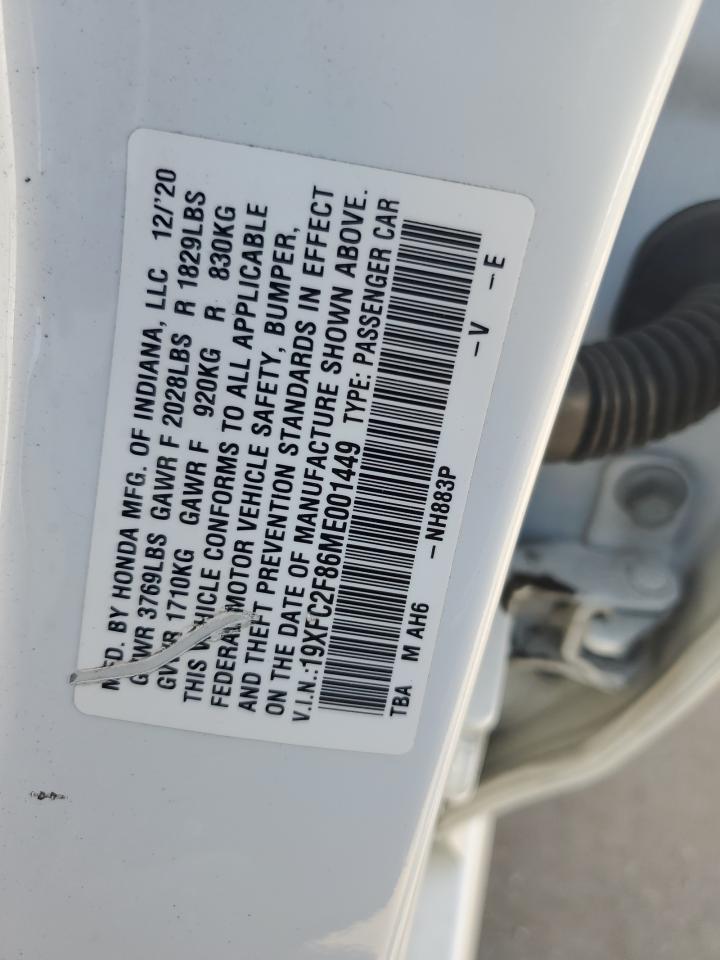 MFD. BY HONDA MFG. OF INDIANA, LLC 12/'20
GVWR 3769LBS GAWR F 2028LBS R 1829LBS
GVWR 1710KG GAWR F 920KG R 830KG
THIS VEHICLE CONFORMS TO ALL APPLICABLE
FEDERAL MOTOR VEHICLE SAFETY, BUMPER,
AND THEFT PREVENTION STANDARDS IN EFFECT
ON THE DATE OF MANUFACTURE SHOWN ABOVE.
V.I.N.:19XFC2F86ME001449 TYPE: PASSENGER CAR
TBA M AH6 -NH883P -V -E